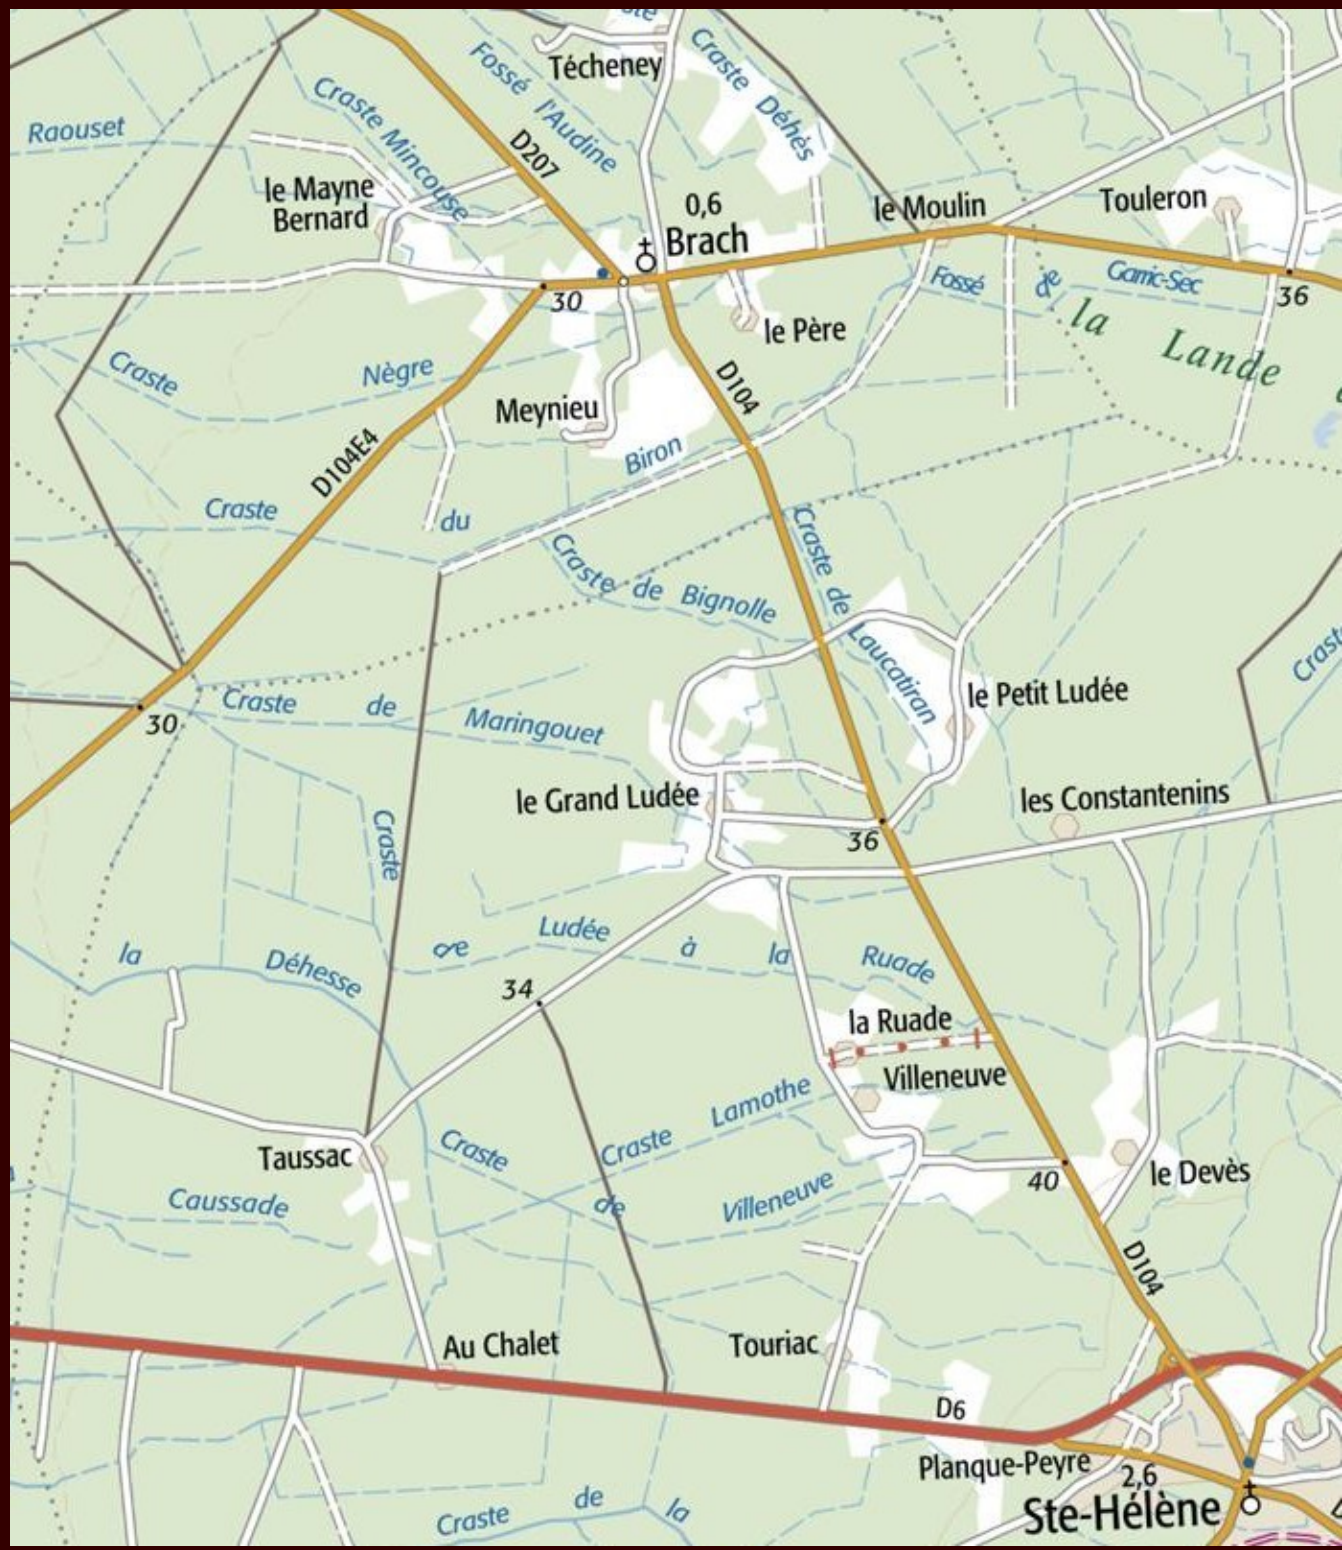 Técheney
Craste Déhès
Fossé l'Audine
Craste Mincouse
Raouset
D207
le Mayne
Bernard
0,6
Brach
le Moulin
Touleron
Fossé de Garric-Sec
30
36
le Père
la Lande
Craste Nègre
D104
Meynieu
Biron
D104E4
Craste du
Craste de Bignolle
Craste de Laucatiran
Craste
le Petit Ludée
Craste de Maringouet
30
le Grand Ludée
les Constantenins
36
Craste de Ludée à la Ruade
la Déhesse
34
la Ruade
Villeneuve
Craste Lamothe
Taussac
Craste de Villeneuve
Caussade
40
le Devès
D104
Au Chalet
Touriac
D6
Planque-Peyre
2,6
Ste-Hélène
Craste de la